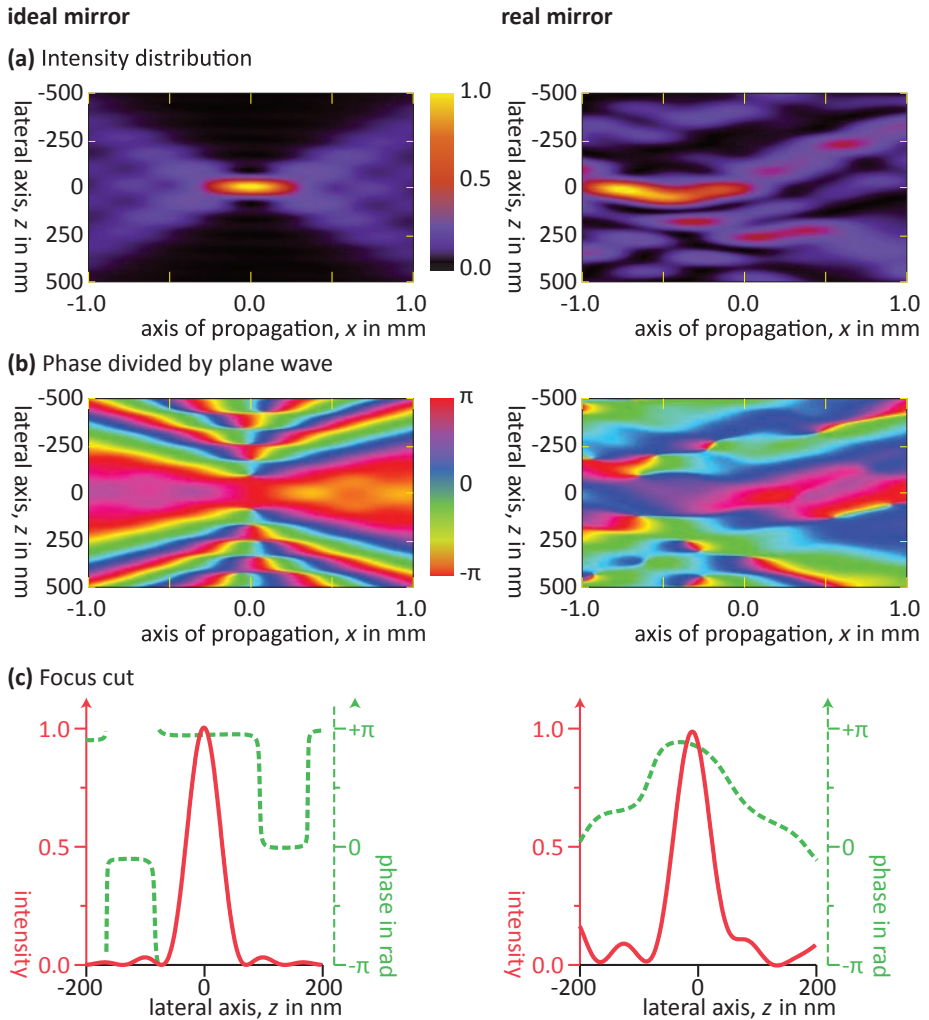 ideal mirror
real mirror
(a) Intensity distribution
lateral axis, z in nm
-500
-250
0
250
500
-1.0
0.0
1.0
axis of propagation, x in mm
1.0
0.5
0.0
lateral axis, z in nm
-500
-250
0
250
500
-1.0
0.0
1.0
axis of propagation, x in mm
(b) Phase divided by plane wave
lateral axis, z in nm
-500
-250
0
250
500
-1.0
0.0
1.0
axis of propagation, x in mm
π
0
-π
lateral axis, z in nm
-500
-250
0
250
500
-1.0
0.0
1.0
axis of propagation, x in mm
(c) Focus cut
intensity
1.0
0.5
0.0
-200
0
200
lateral axis, z in nm
+π
0
-π
phase in rad
intensity
1.0
0.5
0.0
-200
0
200
lateral axis, z in nm
+π
0
-π
phase in rad